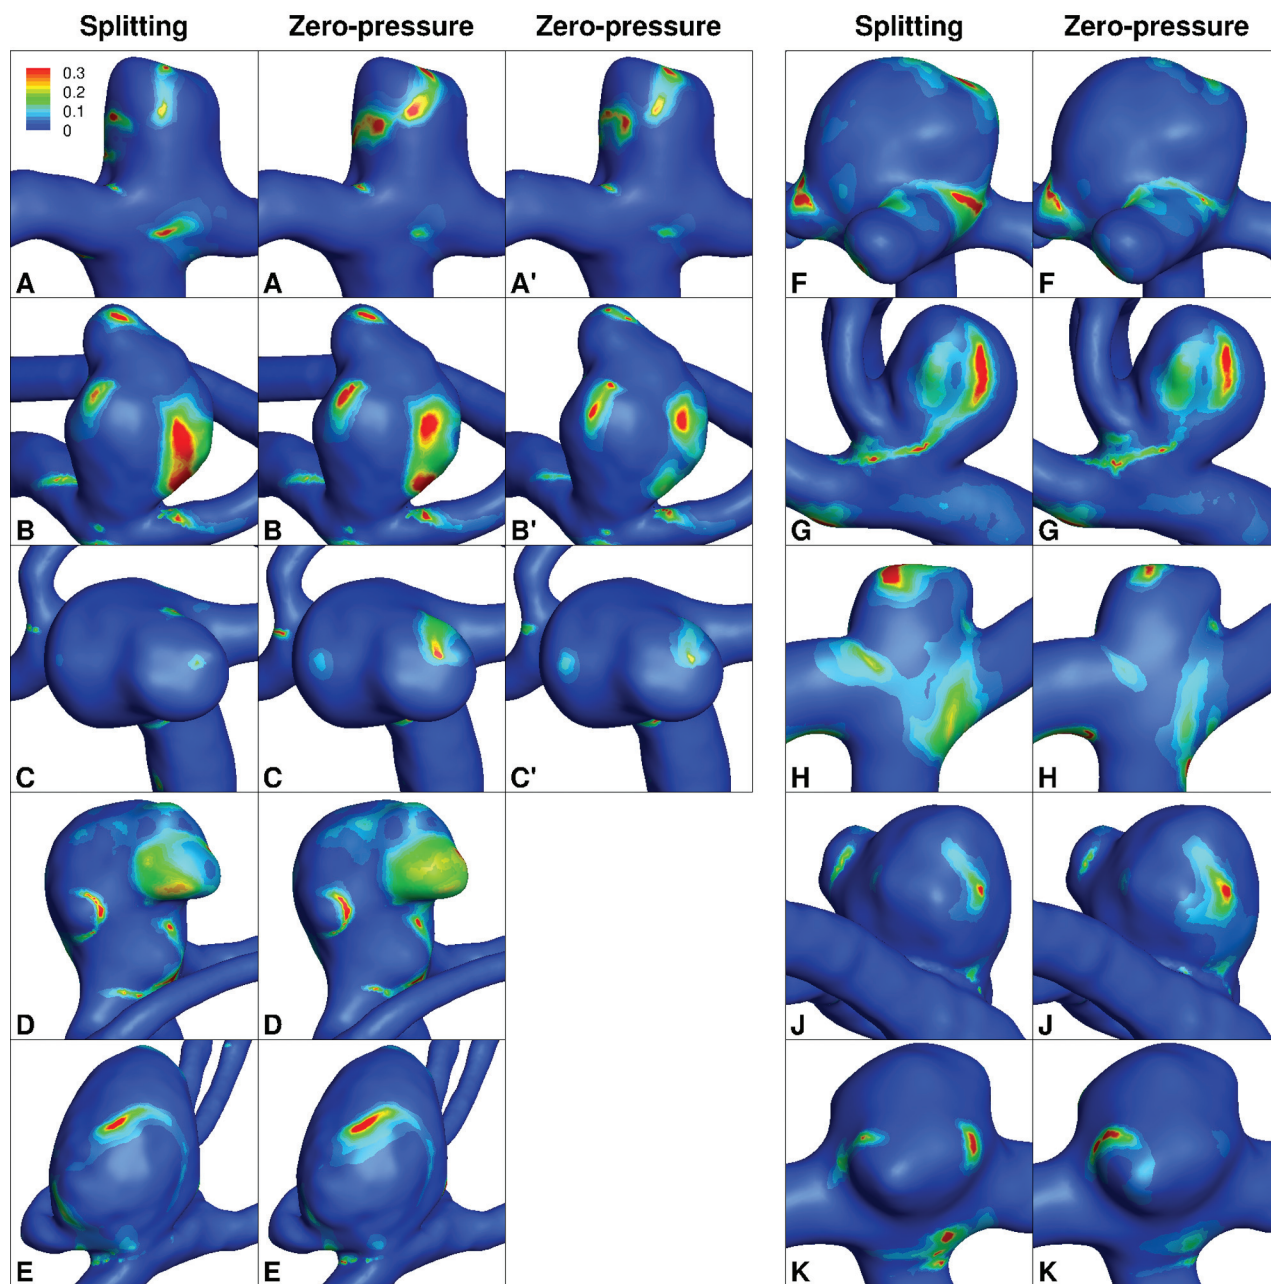 Splitting Zero-pressure Zero-pressure Splitting Zero-pressure
0.3
0.2
0.1
0
A A A' F F
B B B' G G
C C C' H H
D D J J
E E K K